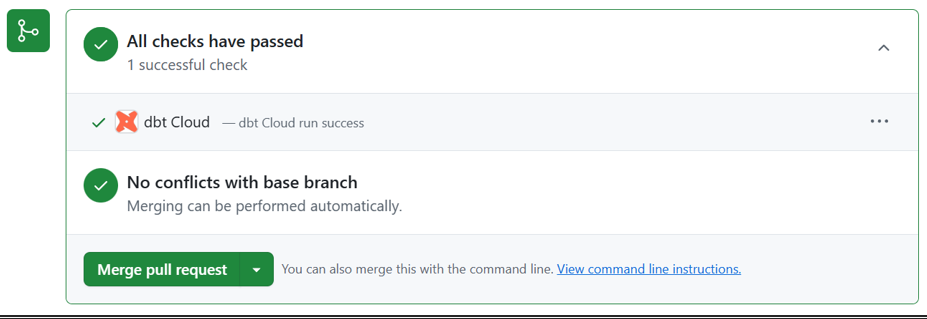 All checks have passed
1 successful check
dbt Cloud — dbt Cloud run success
No conflicts with base branch
Merging can be performed automatically.
Merge pull request You can also merge this with the command line. View command line instructions.